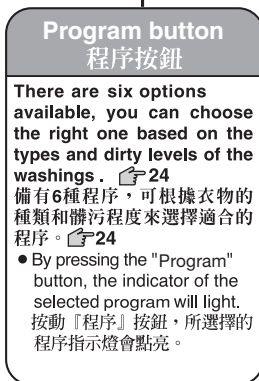 Program button
程序按鈕
There are six options
available, you can choose
the right one based on the
types and dirty levels of the
washings. 24
備有6種程序，可根據衣物的
種類和髒污程度來選擇適合的
程序。24
● By pressing the "Program"
button, the indicator of the
selected program will light.
按動『程序』按鈕，所選擇的
程序指示燈會點亮。